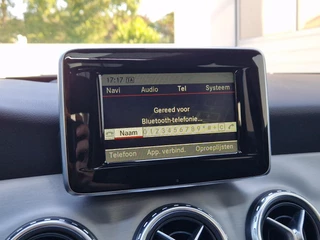 17:17
Navi Audio Tel Systeem
Gereed voor
Bluetooth-telefonie...
Naam 0123456789*#+
Telefoon App. verbind. Oproeplijsten